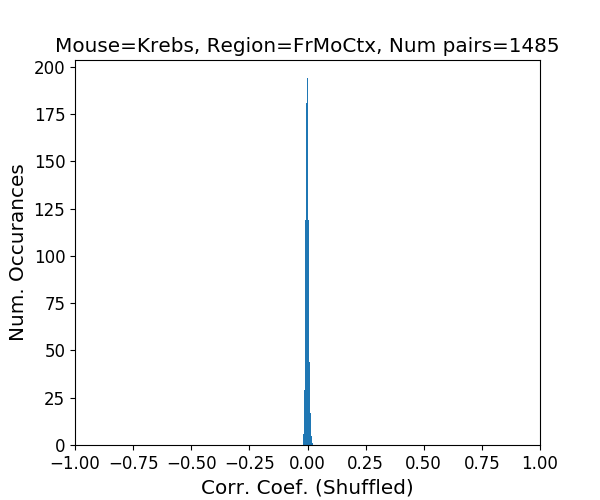 Mouse=Krebs, Region=FrMoCtx, Num pairs=1485
200
175
150
125
100
75
50
25
0
Num. Occurances
−1.00 −0.75 −0.50 −0.25 0.00 0.25 0.50 0.75 1.00
Corr. Coef. (Shuffled)